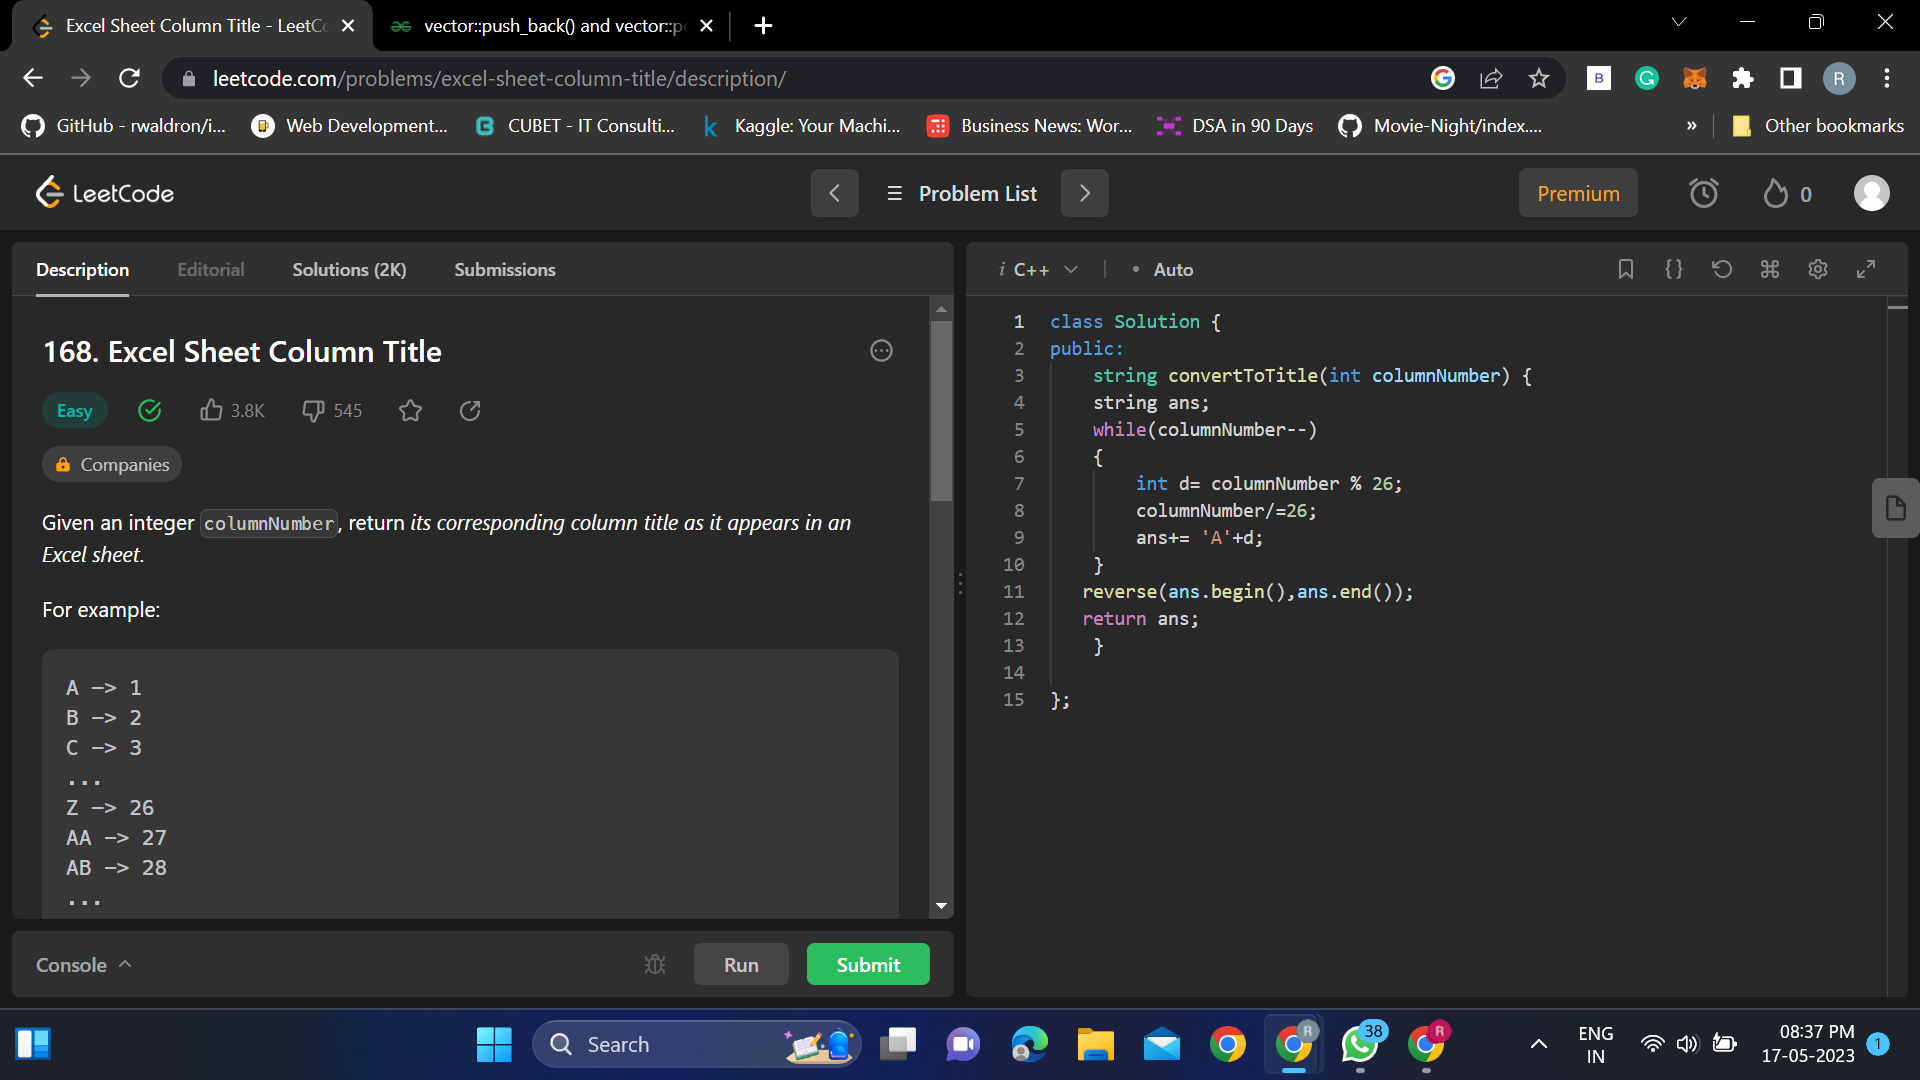 Excel Sheet Column Title - LeetC
vector::push_back() and vector::p
leetcode.com/problems/excel-sheet-column-title/description/
G
B
G
R
GitHub - rwaldron/i...
Web Development...
CUBET - IT Consulti...
Kaggle: Your Machi...
Business News: Wor...
DSA in 90 Days
Movie-Night/index....
»
Other bookmarks
LeetCode
Problem List
Premium
0
Description
Editorial
Solutions (2K)
Submissions
168. Excel Sheet Column Title
Easy
3.8K
545
Companies
Given an integer columnNumber, return its corresponding column title as it appears in an
Excel sheet.
For example:
A -> 1
B -> 2
C -> 3
...
Z -> 26
AA -> 27
AB -> 28
...
Console
Run
Submit
i C++
• Auto
{}
1 class Solution {
2 public:
3 string convertToTitle(int columnNumber) {
4 string ans;
5 while(columnNumber--)
6 {
7 int d= columnNumber % 26;
8 columnNumber/=26;
9 ans+= 'A'+d;
10 }
11 reverse(ans.begin(),ans.end());
12 return ans;
13 }
14
15 };
Search
R
38
R
ENG
IN
08:37 PM
17-05-2023
1